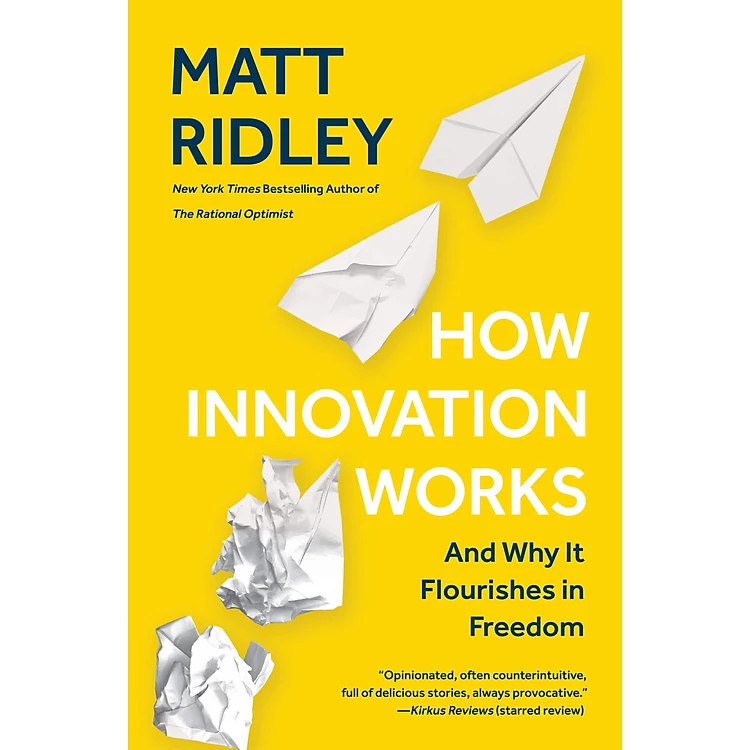 MATT
RIDLEY
New York Times Bestselling Author of
The Rational Optimist
HOW
INNOVATION
WORKS
And Why It
Flourishes in
Freedom
“Opinionated, often counterintuitive,
full of delicious stories, always provocative.”
—Kirkus Reviews (starred review)